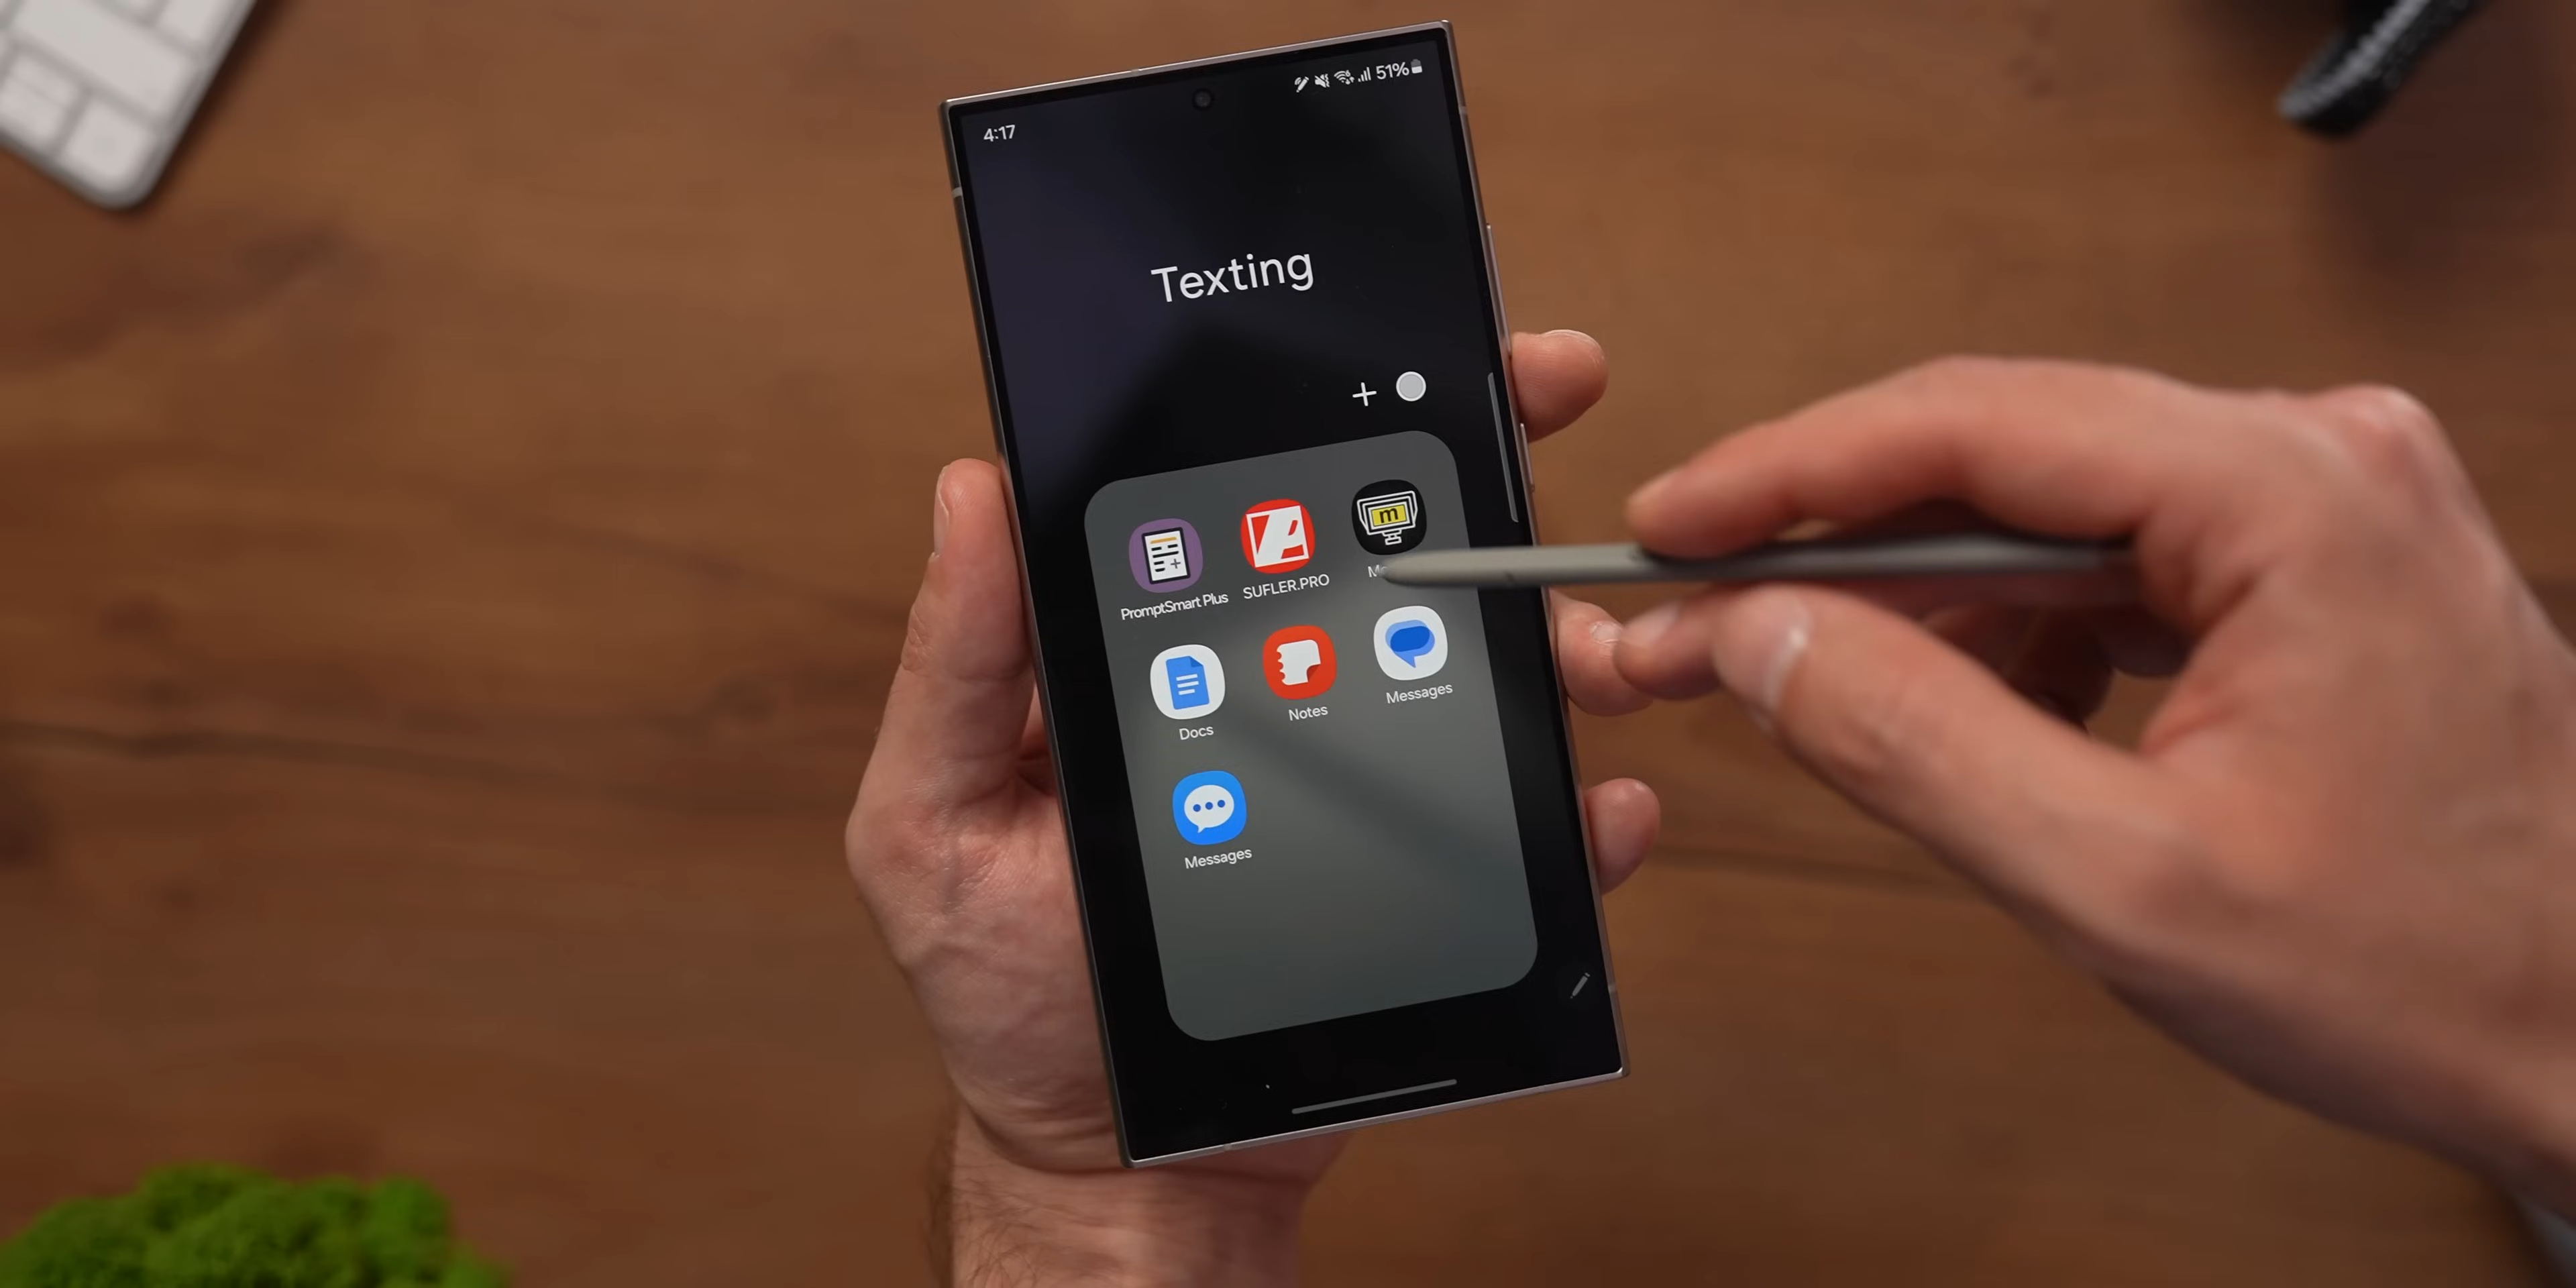 4:17
51%
Texting
m
PromptSmart Plus
SUFLER.PRO
Docs
Notes
Messages
Messages